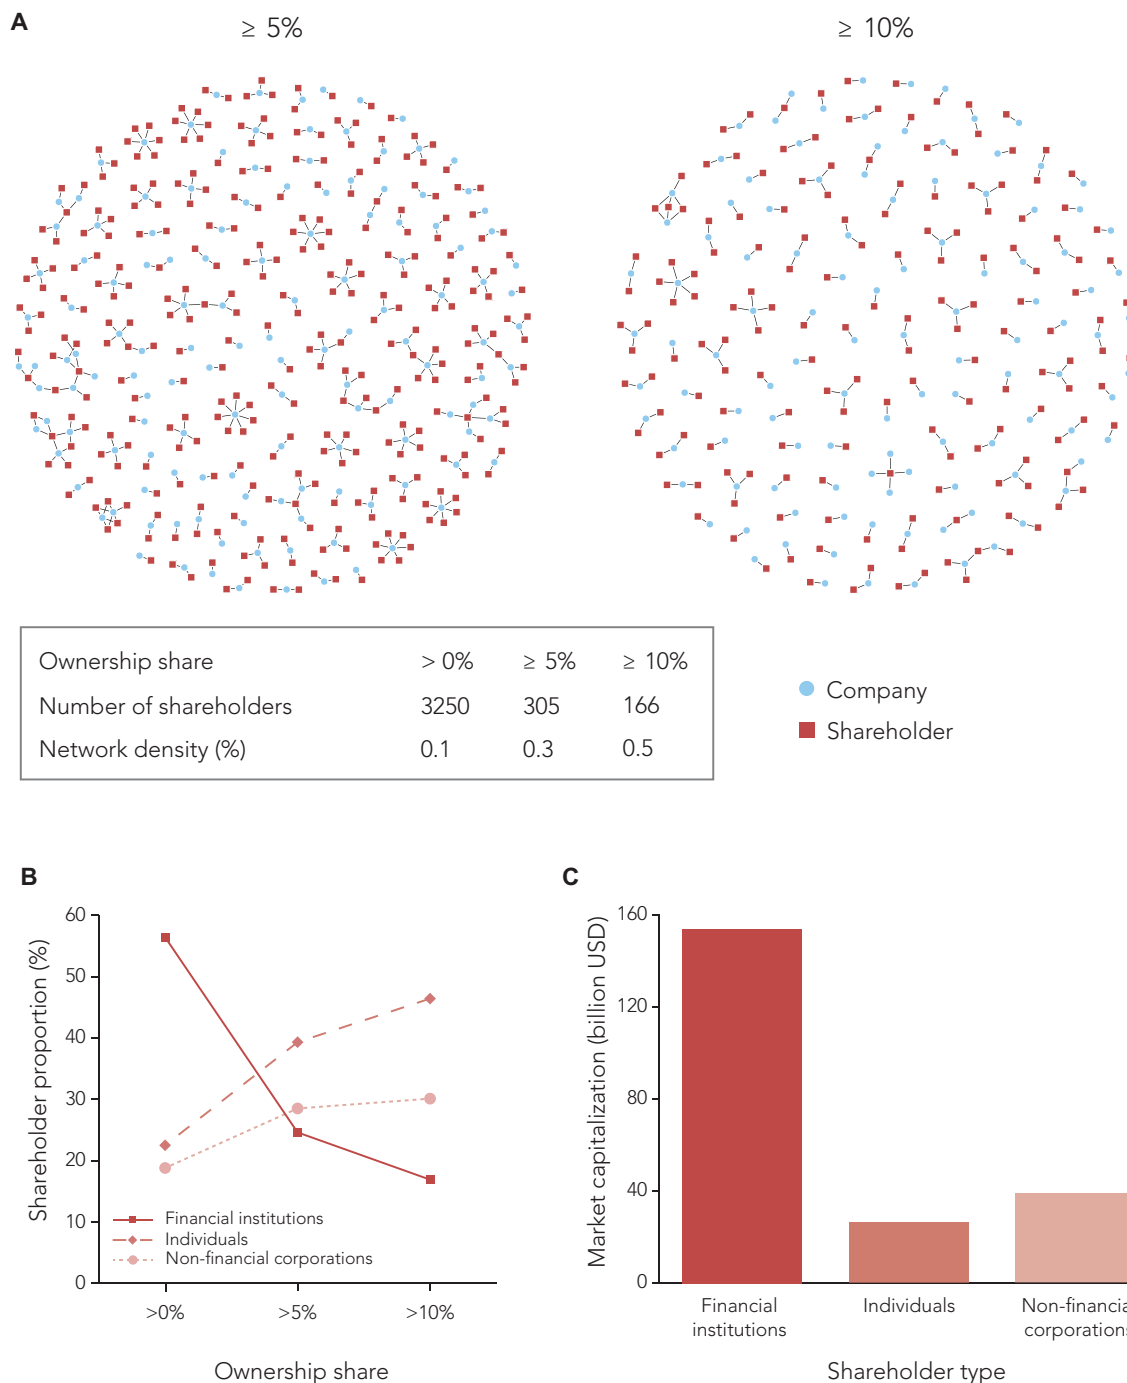 A
≥ 5%
≥ 10%
Ownership share > 0% ≥ 5% ≥ 10%
Number of shareholders 3250 305 166
Network density (%) 0.1 0.3 0.5
Company
Shareholder
B
Shareholder proportion (%)
60
50
40
30
20
10
0
Financial institutions
Individuals
Non-financial corporations
>0% >5% >10%
Ownership share
C
Market capitalization (billion USD)
160
120
80
40
0
Financial
institutions
Individuals
Non-financia
corporations
Shareholder type